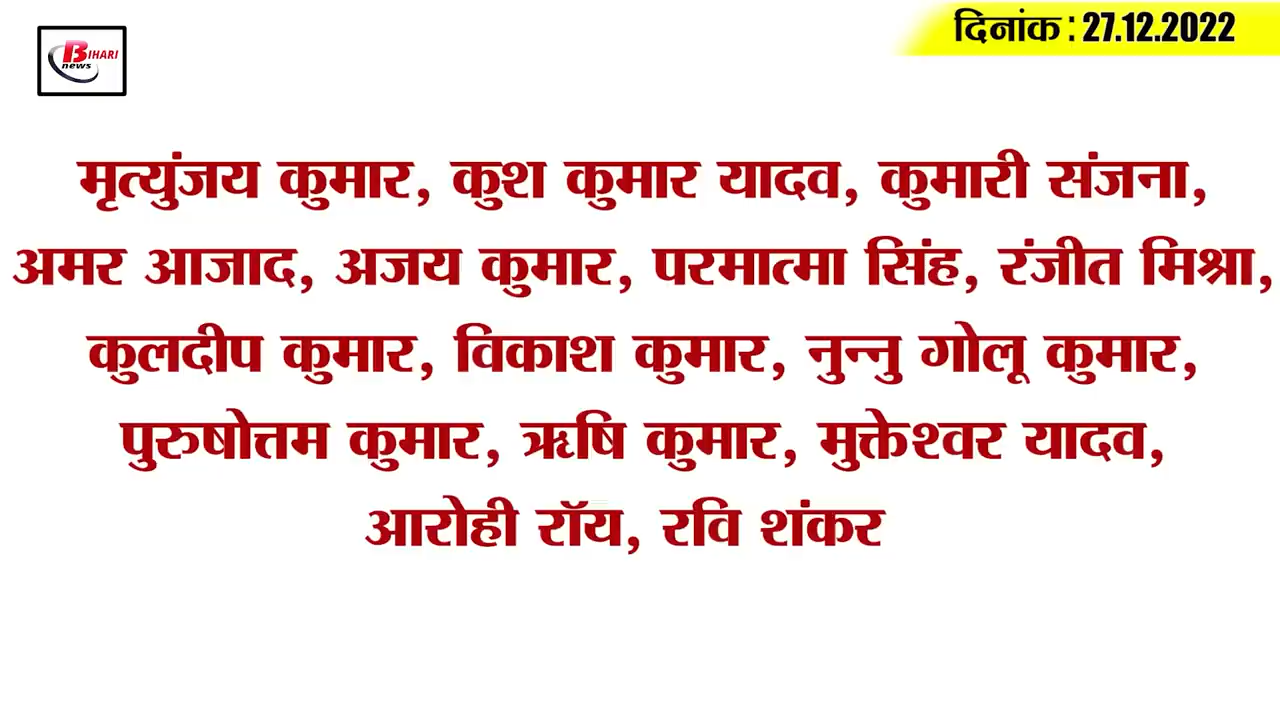 BIHARI
news
दिनांक : 27.12.2022
मृत्युंजय कुमार, कुश कुमार यादव, कुमारी संजना,
अमर आजाद, अजय कुमार, परमात्मा सिंह, रंजीत मिश्रा,
कुलदीप कुमार, विकाश कुमार, नुन्नु गोलू कुमार,
पुरुषोत्तम कुमार, ऋषि कुमार, मुक्तेश्वर यादव,
आरोही रॉय, रवि शंकर